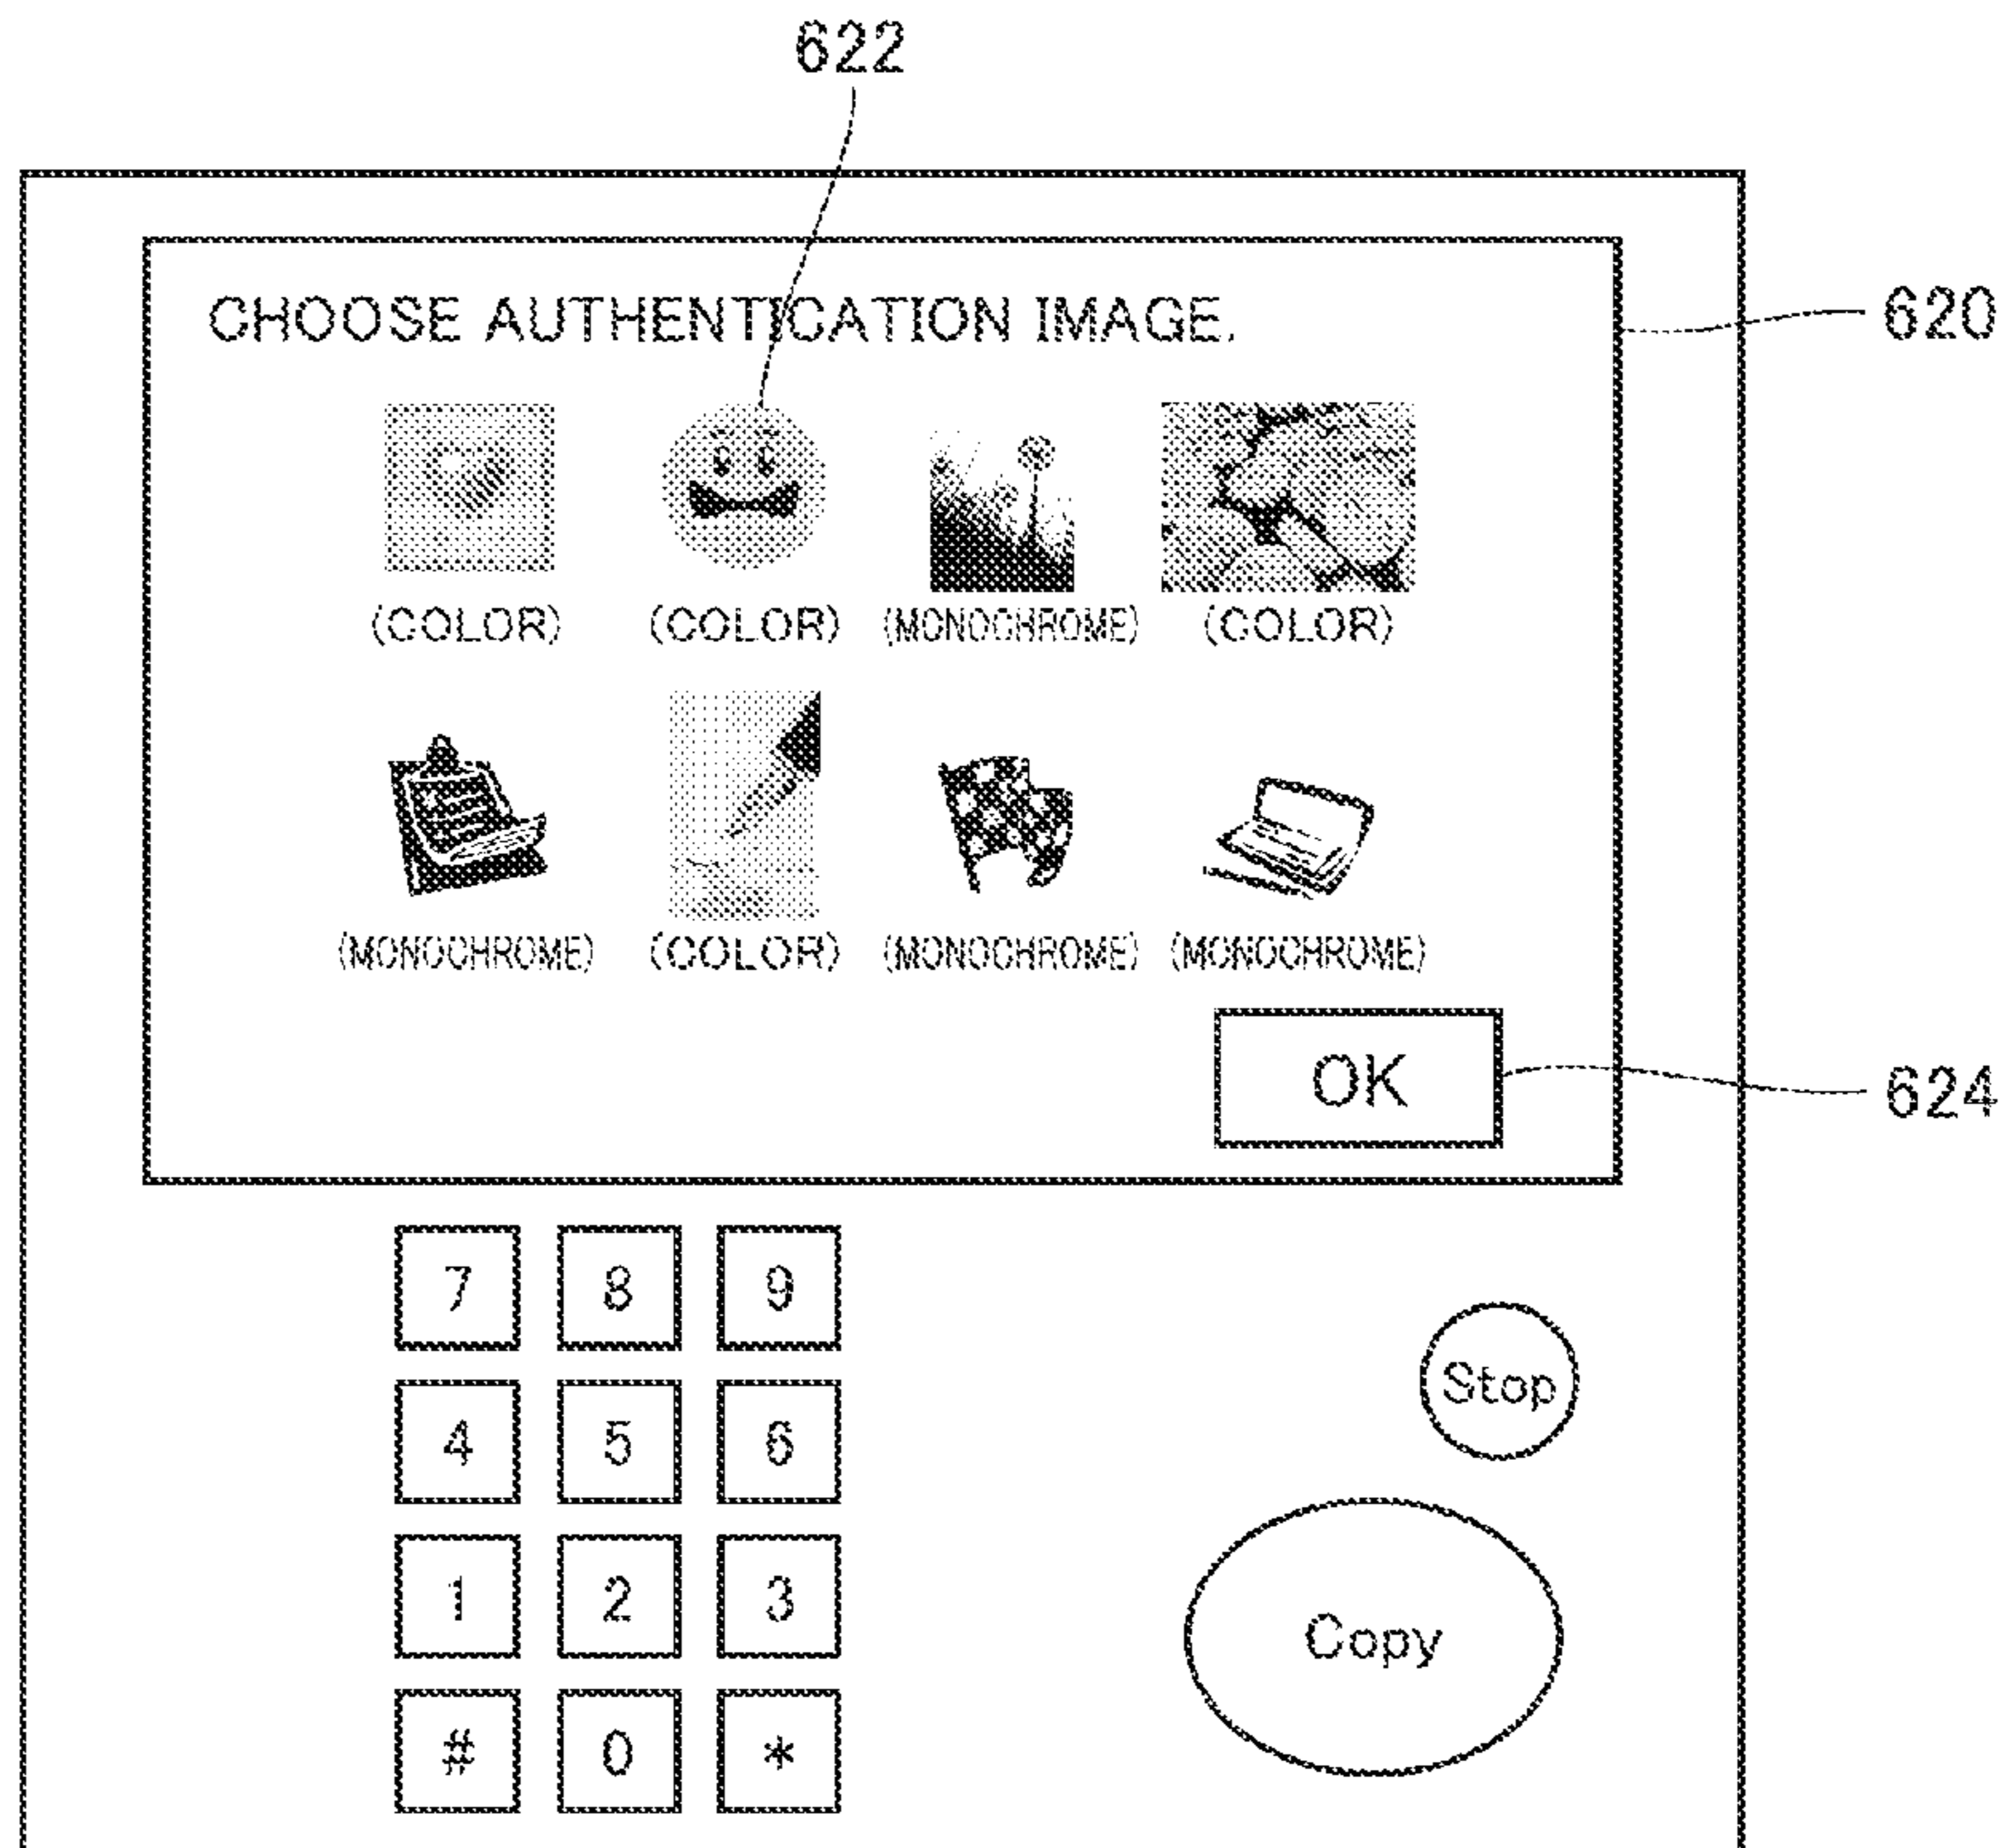 622
CHOOSE AUTHENTICATION IMAGE.
620
(COLOR) (COLOR) (MONOCHROME) (COLOR)
(MONOCHROME) (COLOR) (MONOCHROME) (MONOCHROME)
OK
624
7 8 9
Stop
4 5 6
1 2 3
Copy
# 0 *